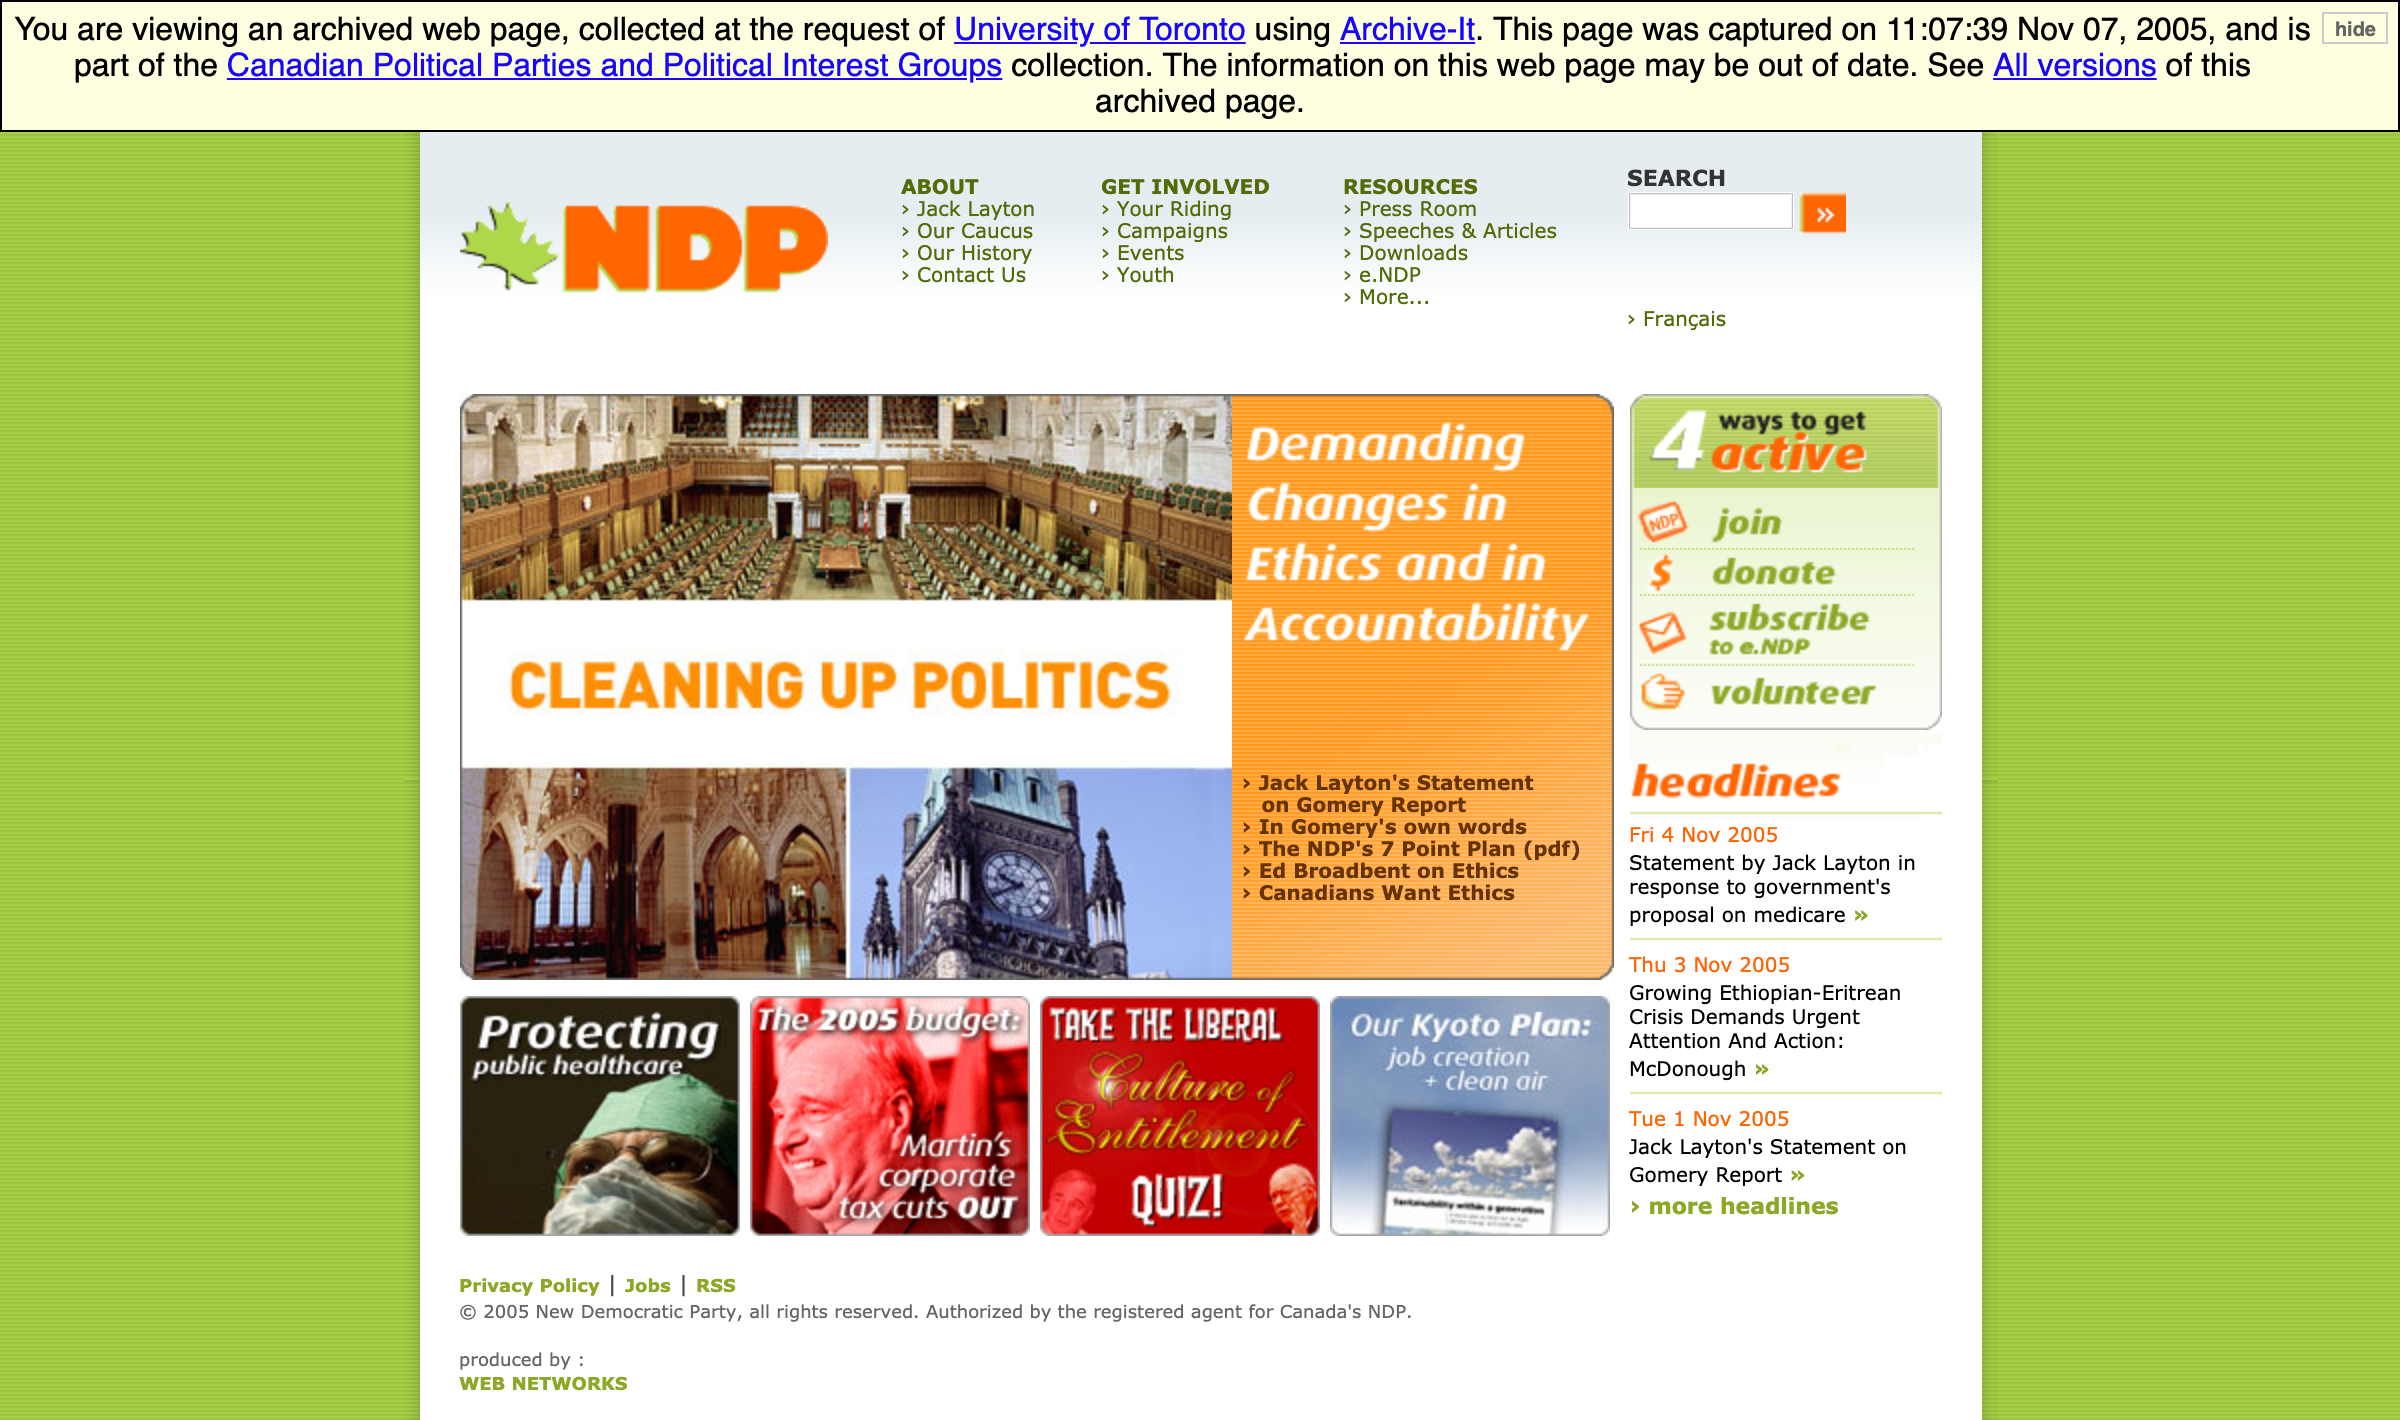 You are viewing an archived web page, collected at the request of University of Toronto using Archive-It. This page was captured on 11:07:39 Nov 07, 2005, and is
part of the Canadian Political Parties and Political Interest Groups collection. The information on this web page may be out of date. See All versions of this
archived page.
hide
NDP
ABOUT
› Jack Layton
› Our Caucus
› Our History
› Contact Us
GET INVOLVED
› Your Riding
› Campaigns
› Events
› Youth
RESOURCES
› Press Room
› Speeches & Articles
› Downloads
› e.NDP
› More...
SEARCH
»
› Français
CLEANING UP POLITICS
Demanding
Changes in
Ethics and in
Accountability
› Jack Layton's Statement
on Gomery Report
› In Gomery's own words
› The NDP's 7 Point Plan (pdf)
› Ed Broadbent on Ethics
› Canadians Want Ethics
4 ways to get
active
NDP
join
$
donate
subscribe
to e.NDP
volunteer
headlines
Fri 4 Nov 2005
Statement by Jack Layton in
response to government's
proposal on medicare »
Thu 3 Nov 2005
Growing Ethiopian-Eritrean
Crisis Demands Urgent
Attention And Action:
McDonough »
Tue 1 Nov 2005
Jack Layton's Statement on
Gomery Report »
› more headlines
Protecting
public healthcare
The 2005 budget:
Martin's
corporate
tax cuts OUT
TAKE THE LIBERAL
Culture of
Entitlement
QUIZ!
Our Kyoto Plan:
job creation
+ clean air
Sustainability within a generation
Privacy Policy | Jobs | RSS
© 2005 New Democratic Party, all rights reserved. Authorized by the registered agent for Canada's NDP.
produced by :
WEB NETWORKS